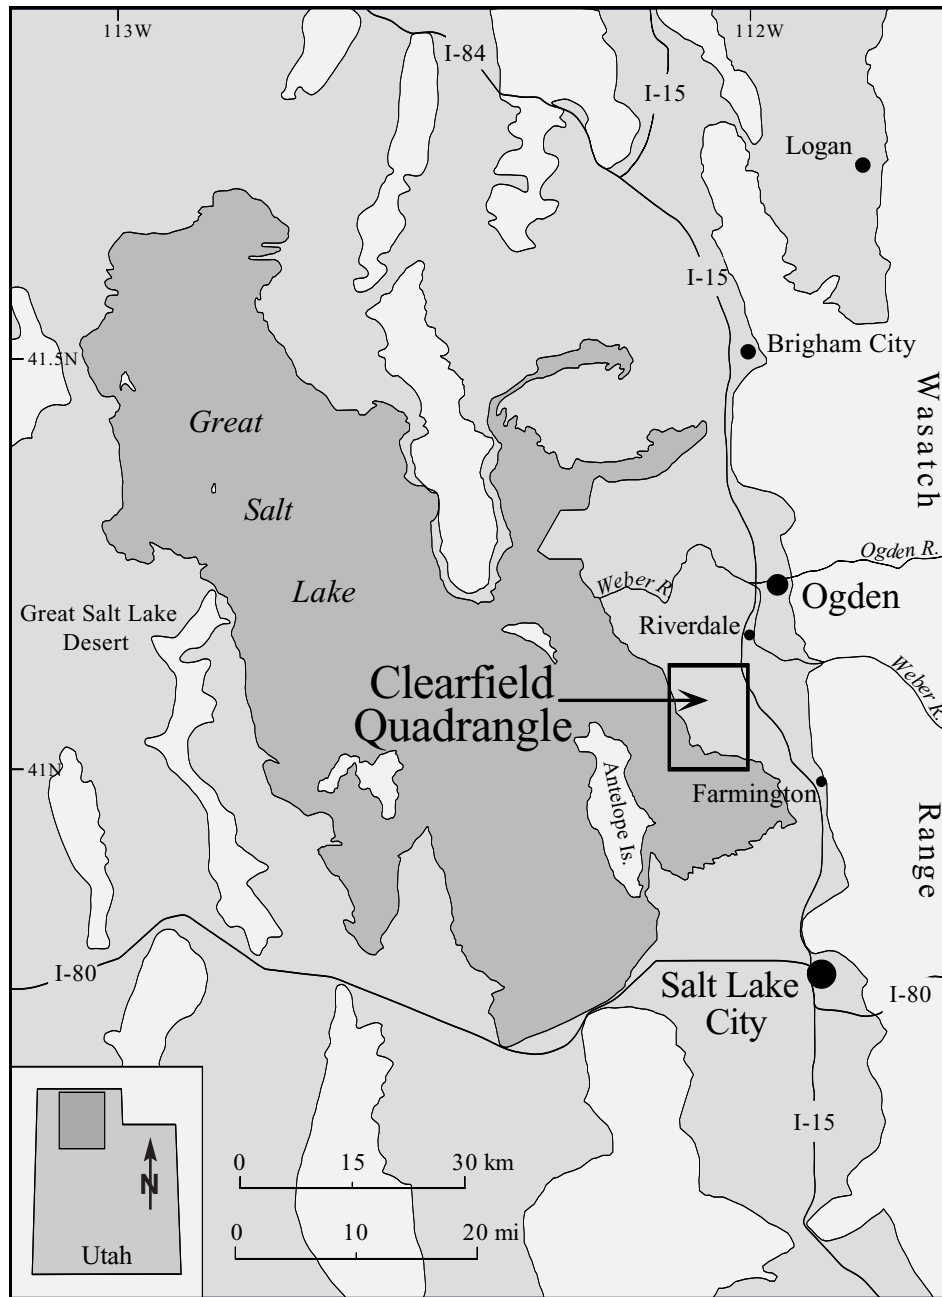 113W
112W
I-84
I-15
Logan
I-15
41.5N
Brigham City
Great
Salt
Lake
Wasatch
Ogden R.
Weber R.
Ogden
Great Salt Lake
Desert
Riverdale
Clearfield
Quadrangle
Weber R.
41N
Antelope Is.
Farmington
Range
I-80
Salt Lake
City
I-80
I-15
N
Utah
0 15 30 km
0 10 20 mi